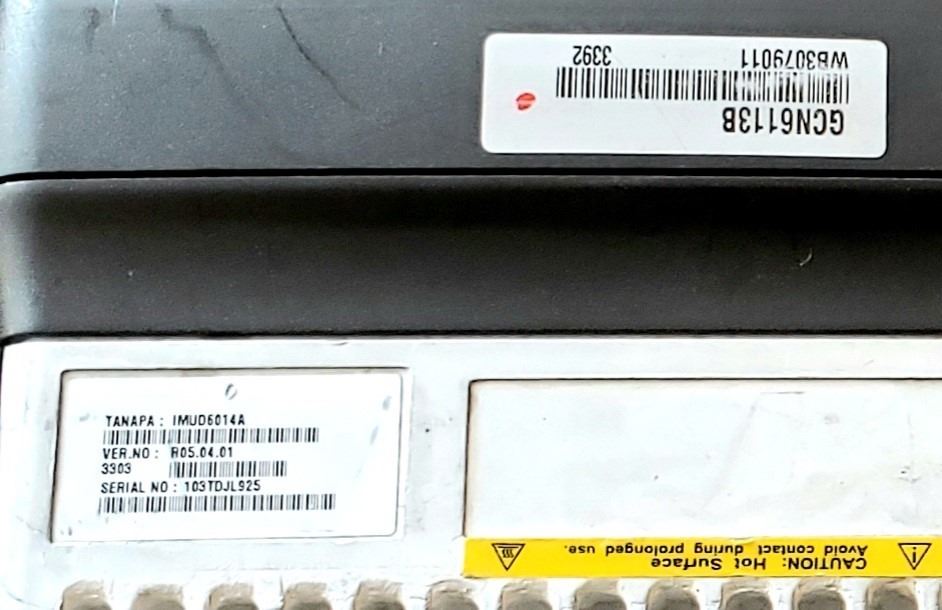 GCN6113B
WB3079011 3392
TANAPA: IMUD6014A
VER.NO: R05.04.01
3303
SERIAL NO: 103TDJL925
CAUTION: Hot Surface
Avoid contact during prolonged use.